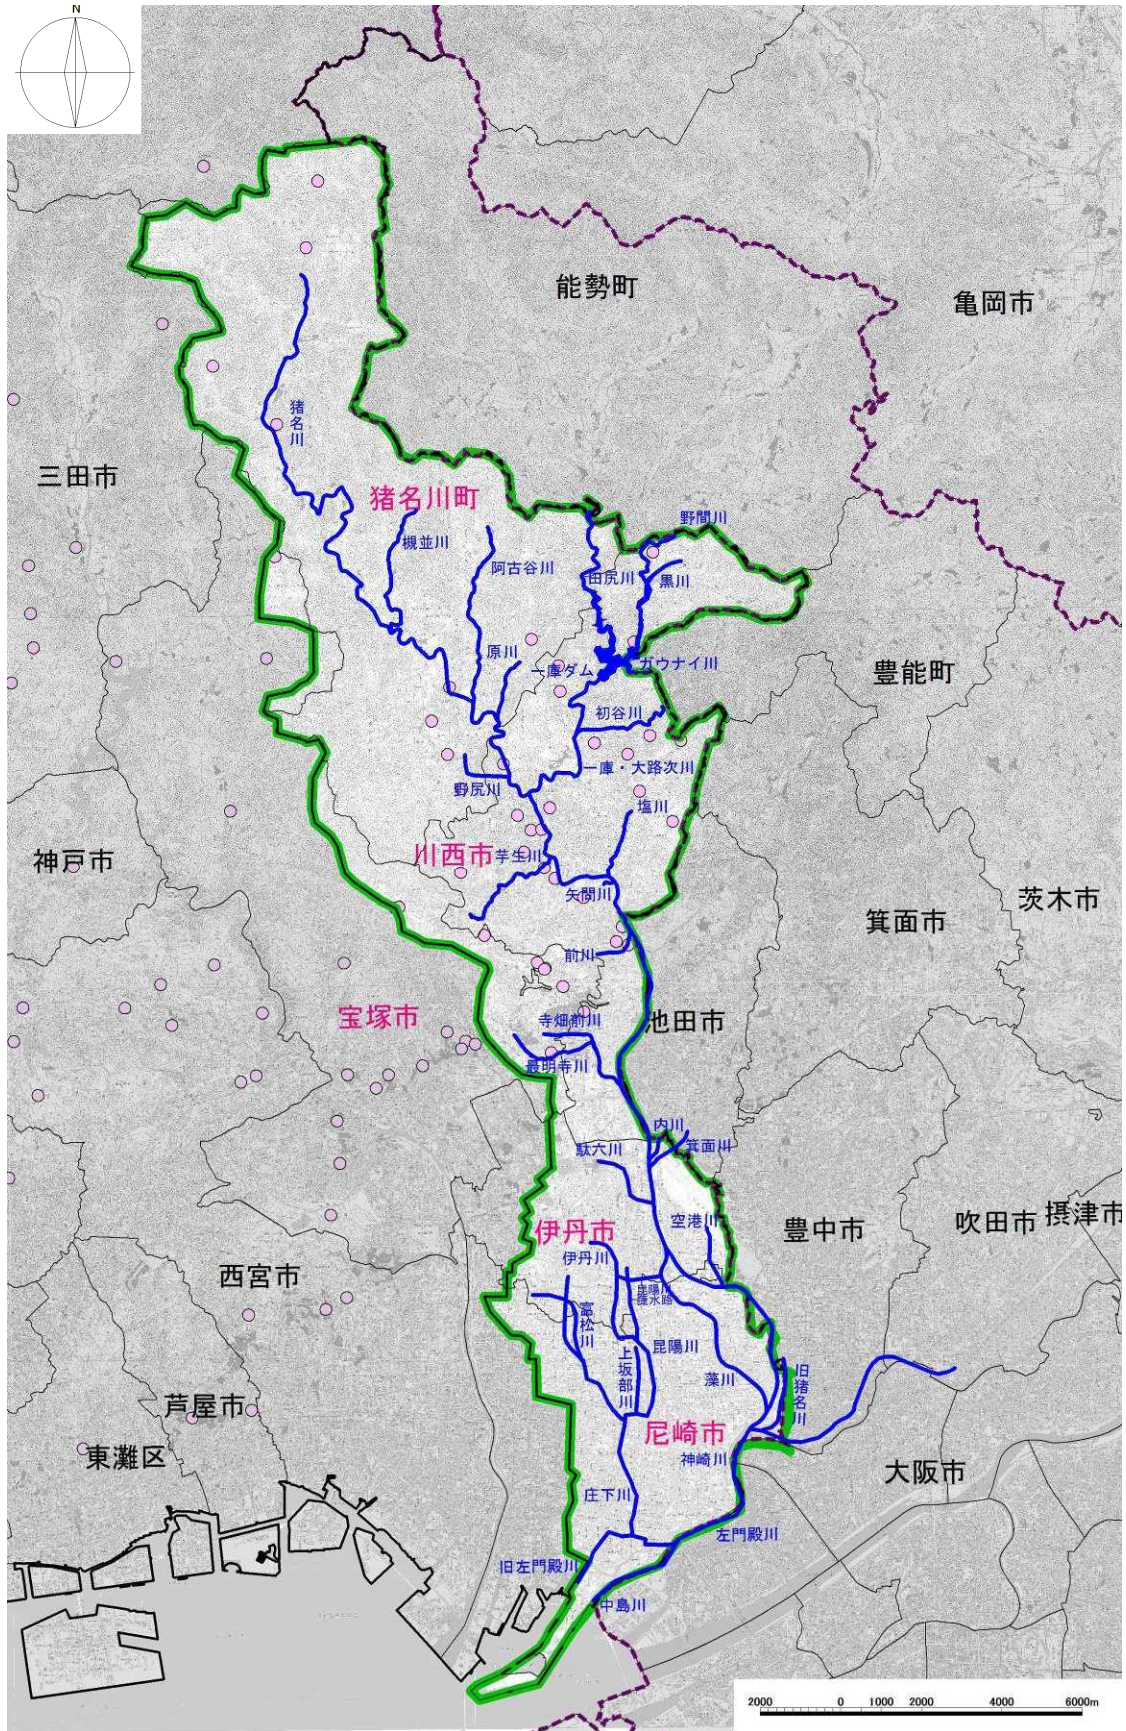 N
能勢町
亀岡市
猪名川
三田市
猪名川町
野間川
槻並川
阿古谷川
田尻川
黒川
原川
一庫ダム
ガウナイ川
豊能町
初谷川
一庫・大路次川
野尻川
塩川
神戸市
川西市
芋生川
矢問川
茨木市
箕面市
前川
宝塚市
寺畑前川
池田市
最明寺川
内川
駄六川
箕面川
伊丹市
空港川
豊中市
吹田市
摂津市
伊丹川
西宮市
昆陽川
捷水路
富松川
昆陽川
上坂部川
藻川
旧猪名川
芦屋市
尼崎市
東灘区
神崎川
大阪市
庄下川
左門殿川
旧左門殿川
中島川
2000 0 1000 2000 4000 6000m